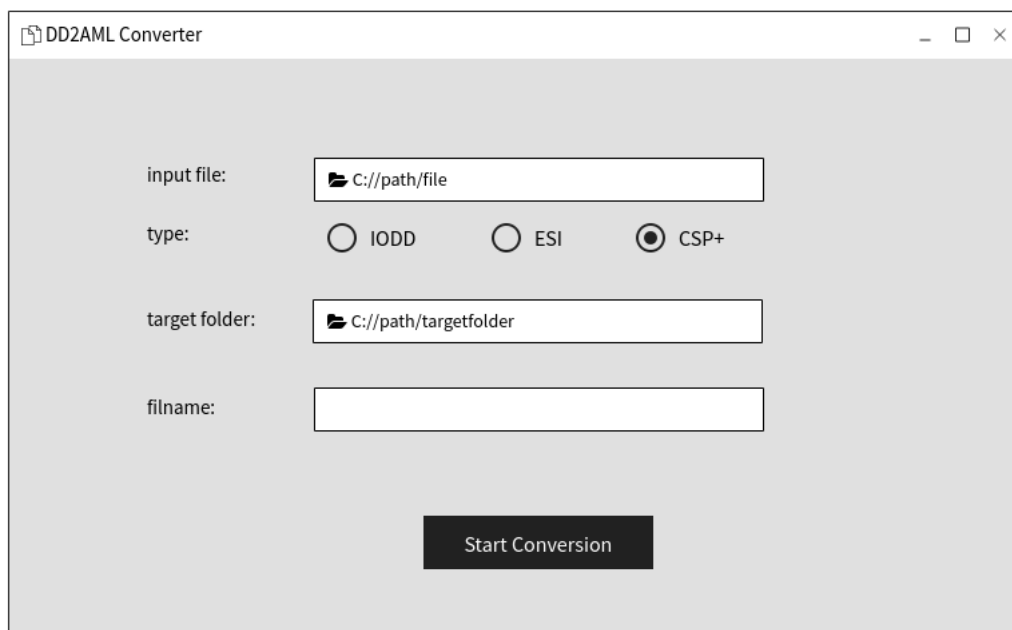 DD2AML Converter
input file: C://path/file
type: IODD ESI CSP+
target folder: C://path/targetfolder
filname:
Start Conversion